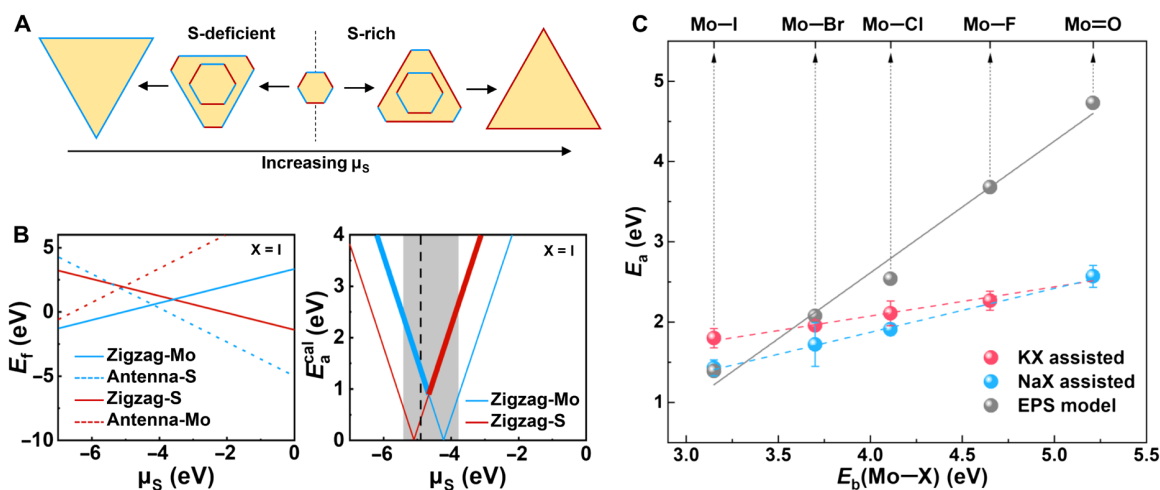 A
S-deficient
S-rich
Increasing μS
B
X = I
5
0
−5
−10
Ef (eV)
Zigzag-Mo
Antenna-S
Zigzag-S
Antenna-Mo
−6
−4
−2
0
μS (eV)
X = I
4
3
2
1
0
Eacal (eV)
Zigzag-Mo
Zigzag-S
−6
−4
−2
0
μS (eV)
C
Mo—I
Mo—Br
Mo—Cl
Mo—F
Mo=O
5
4
3
2
1
Ea (eV)
KX assisted
NaX assisted
EPS model
3.0
3.5
4.0
4.5
5.0
5.5
Eb(Mo—X) (eV)